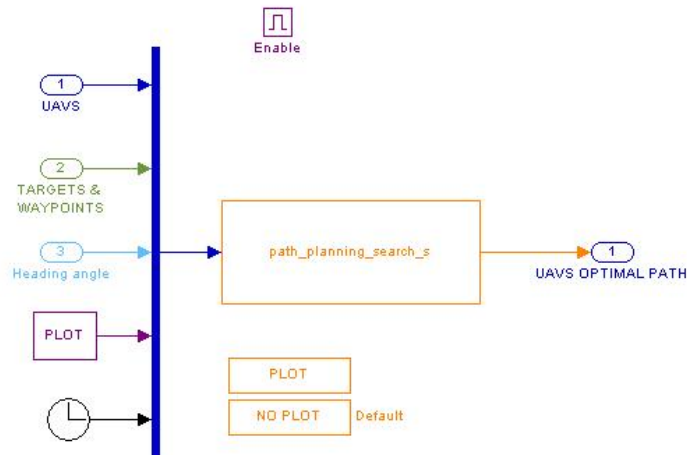 Enable
1
UAVS
2
TARGETS &
WAYPOINTS
3
Heading angle
path_planning_search_s
1
UAVS OPTIMAL PATH
PLOT
PLOT
NO PLOT Default